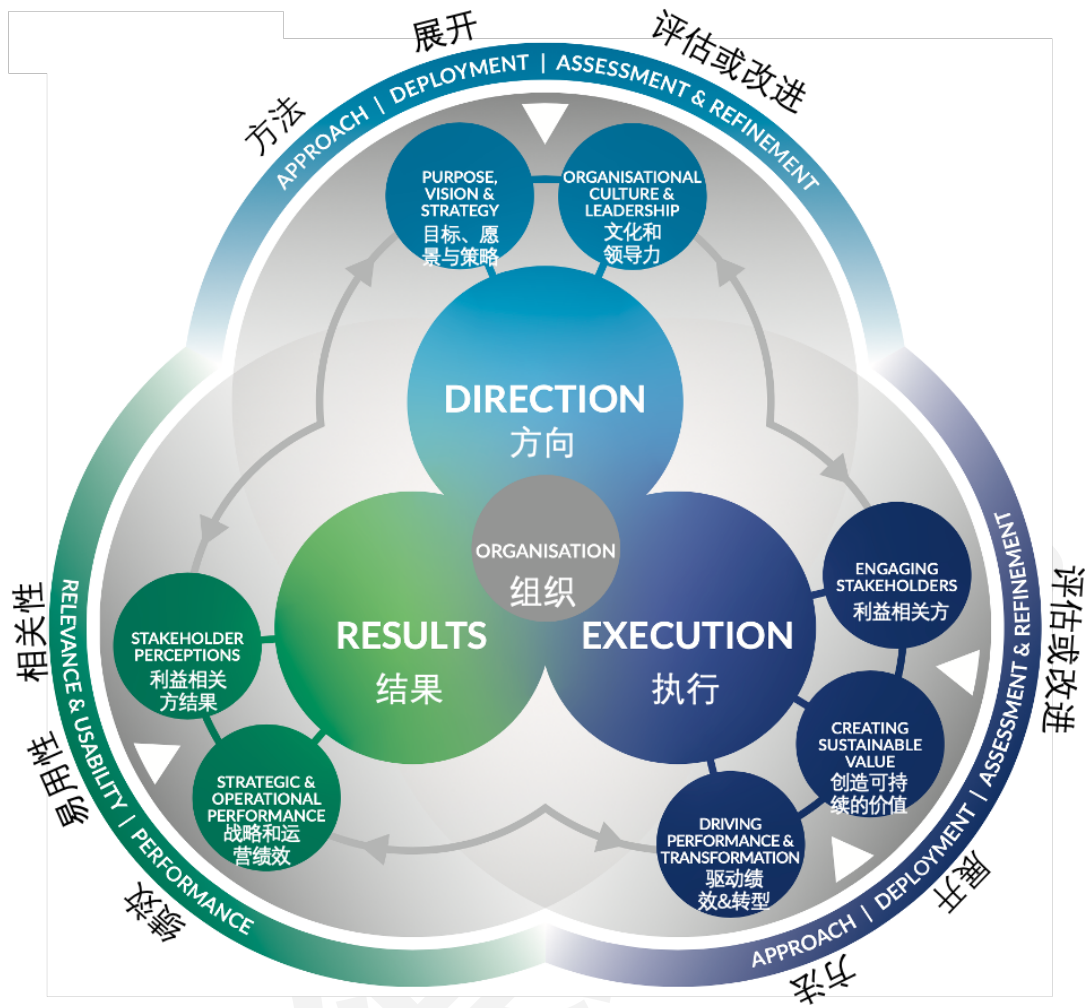 展开
评估或改进
方法
APPROACH | DEPLOYMENT | ASSESSMENT & REFINEMENT
PURPOSE,
VISION &
STRATEGY
目标、愿
景与策略
ORGANISATIONAL
CULTURE &
LEADERSHIP
文化和
领导力
DIRECTION
方向
ORGANISATION
组织
RESULTS
结果
EXECUTION
执行
ENGAGING
STAKEHOLDERS
利益相关方
CREATING
SUSTAINABLE
VALUE
创造可持
续的价值
DRIVING
PERFORMANCE &
TRANSFORMATION
驱动绩
效&转型
STAKEHOLDER
PERCEPTIONS
利益相关
方结果
STRATEGIC &
OPERATIONAL
PERFORMANCE
战略和运
营绩效
相关性
易用性
绩效
RELEVANCE & USABILITY | PERFORMANCE
APPROACH | DEPLOYMENT | ASSESSMENT & REFINEMENT
方法
展开
评估或改进